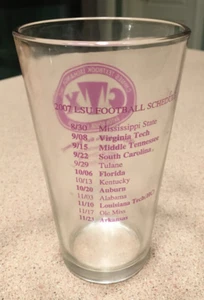 2007 LSU FOOTBALL SCHEDULE
9/30 Mississippi State
9/08 Virginia Tech
9/15 Middle Tennessee
9/22 South Carolina
9/29 Tulane
10/06 Florida
10/13 Kentucky
10/20 Auburn
11/03 Alabama
11/10 Louisiana Tech
11/17 Ole Miss
11/23 Arkansas